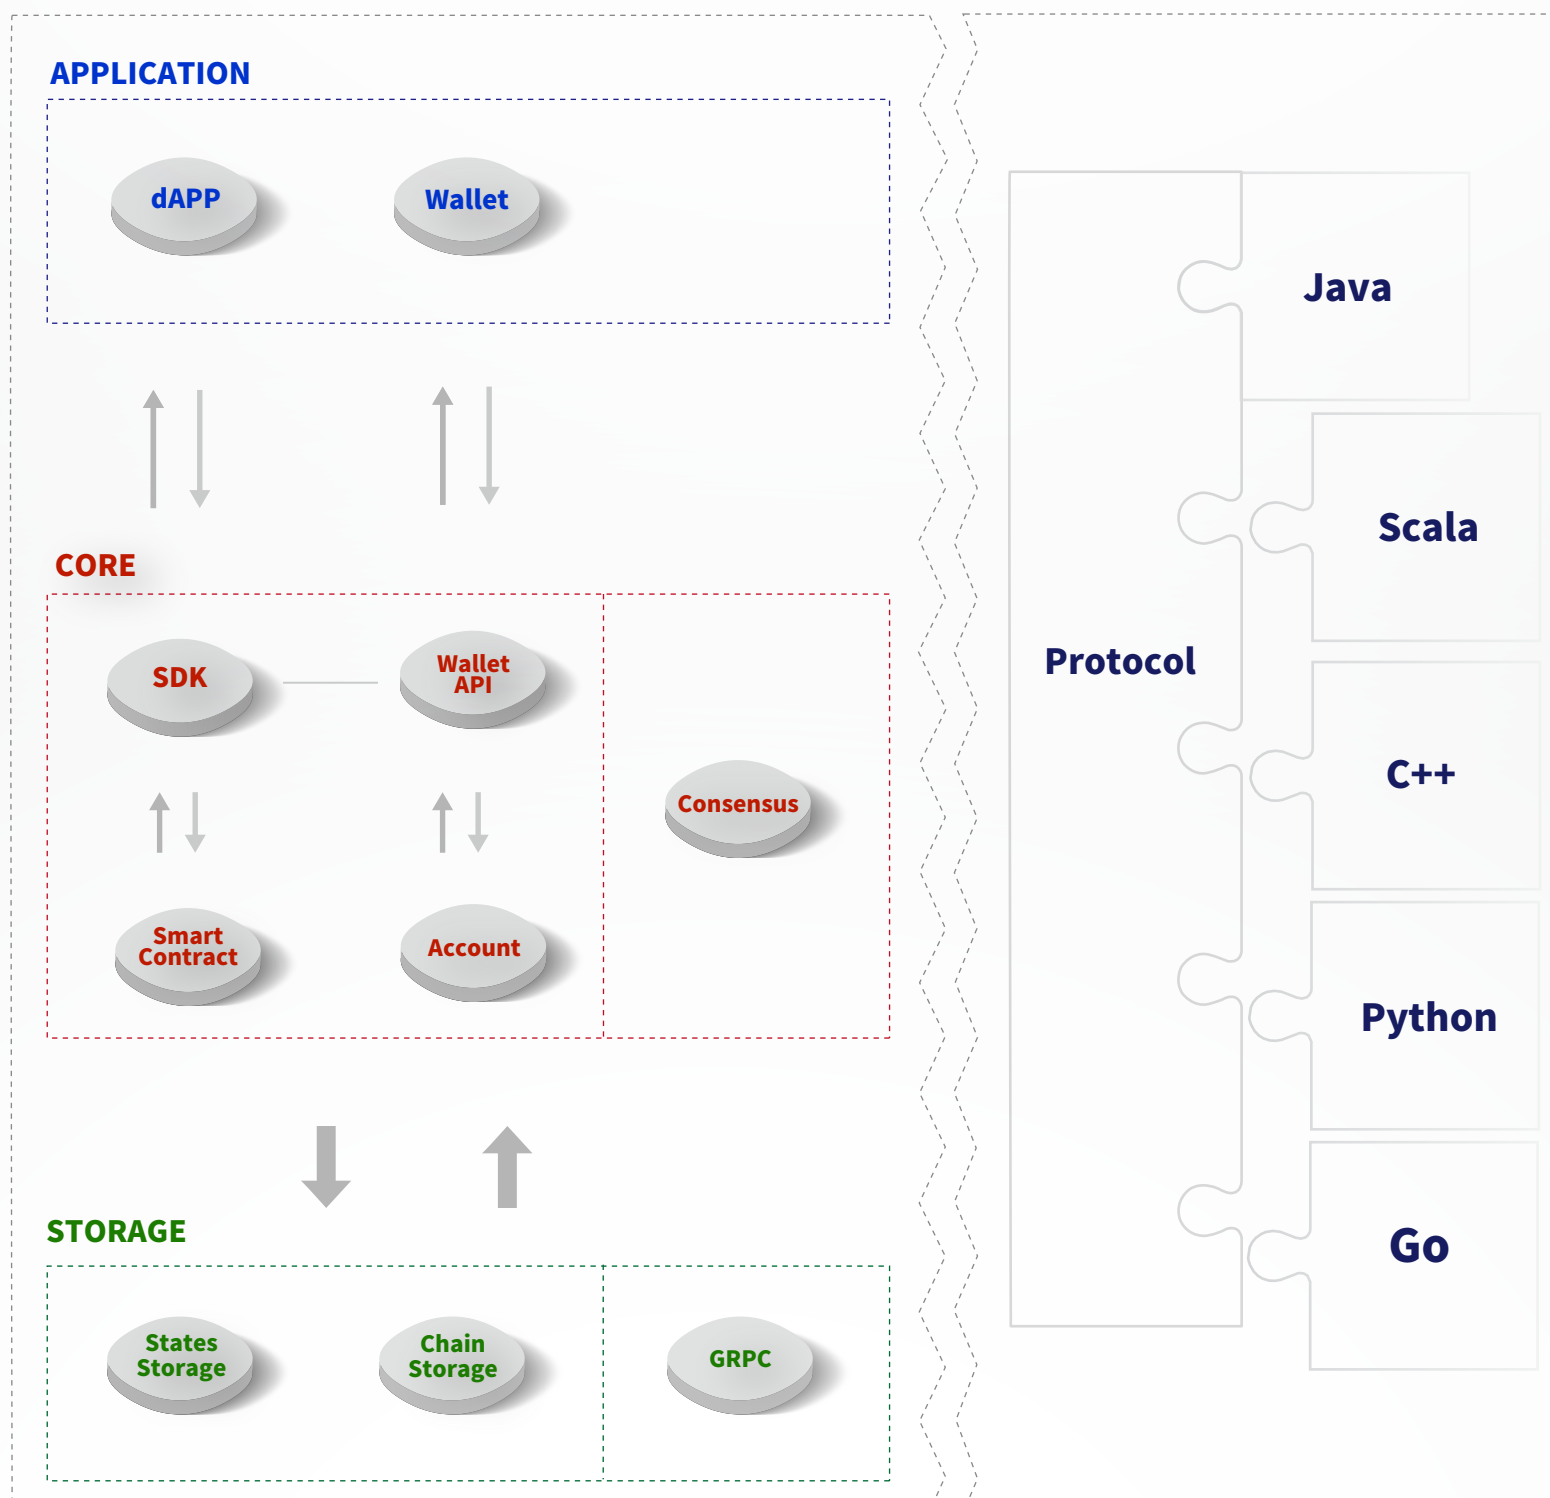 APPLICATION
dAPP
Wallet
CORE
SDK
Wallet
API
Consensus
Smart
Contract
Account
STORAGE
States
Storage
Chain
Storage
GRPC
Protocol
Java
Scala
C++
Python
Go